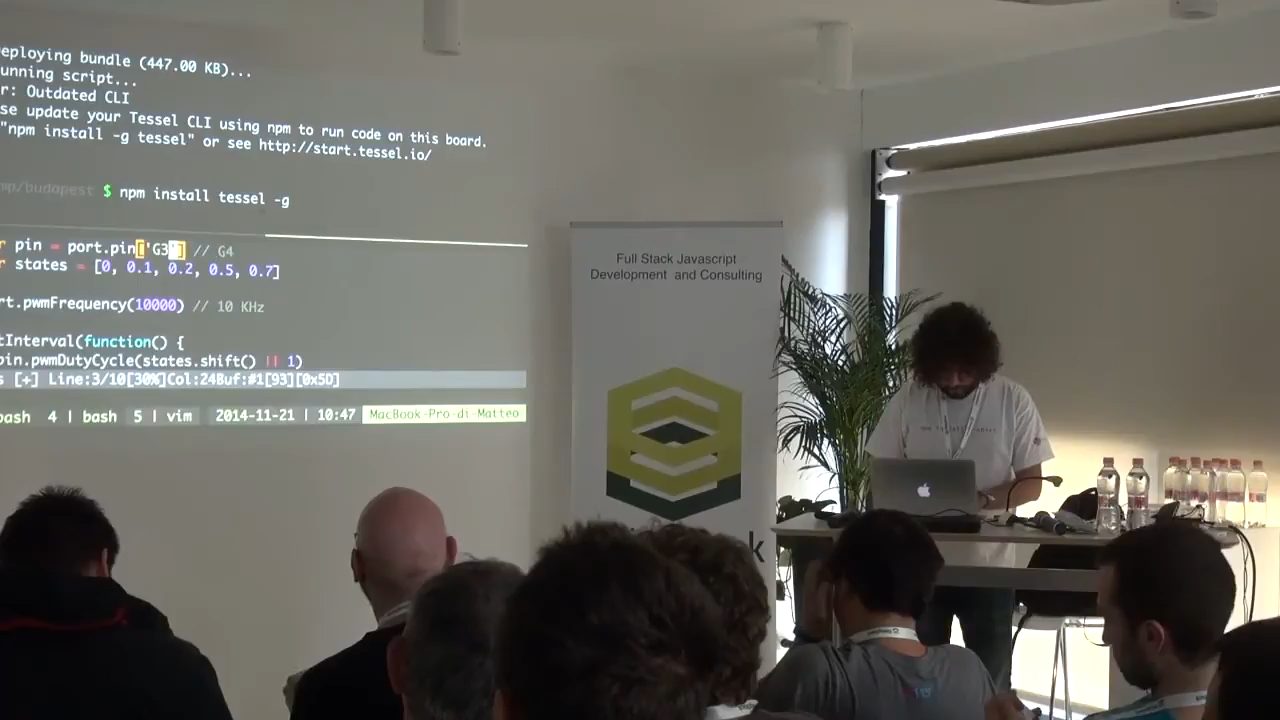 eploying bundle (447.00 KB)...
unning script...
r: Outdated CLI
se update your Tessel CLI using npm to run code on this board.
"npm install -g tessel" or see http://start.tessel.io/
mp/budapest $ npm install tessel -g
r pin = port.pin['G3'] // G4
r states = [0, 0.1, 0.2, 0.5, 0.7]
rt.pwmFrequency(10000) // 10 KHz
tInterval(function() {
pin.pwmDutyCycle(states.shift() || 1)
s [+] Line:3/10[30%]Col:24Buf:#1[93][0x5D]
bash 4 | bash 5 | vim 2014-11-21 | 10:47 MacBook-Pro-di-Matteo
Full Stack Javascript
Development and Consulting
k